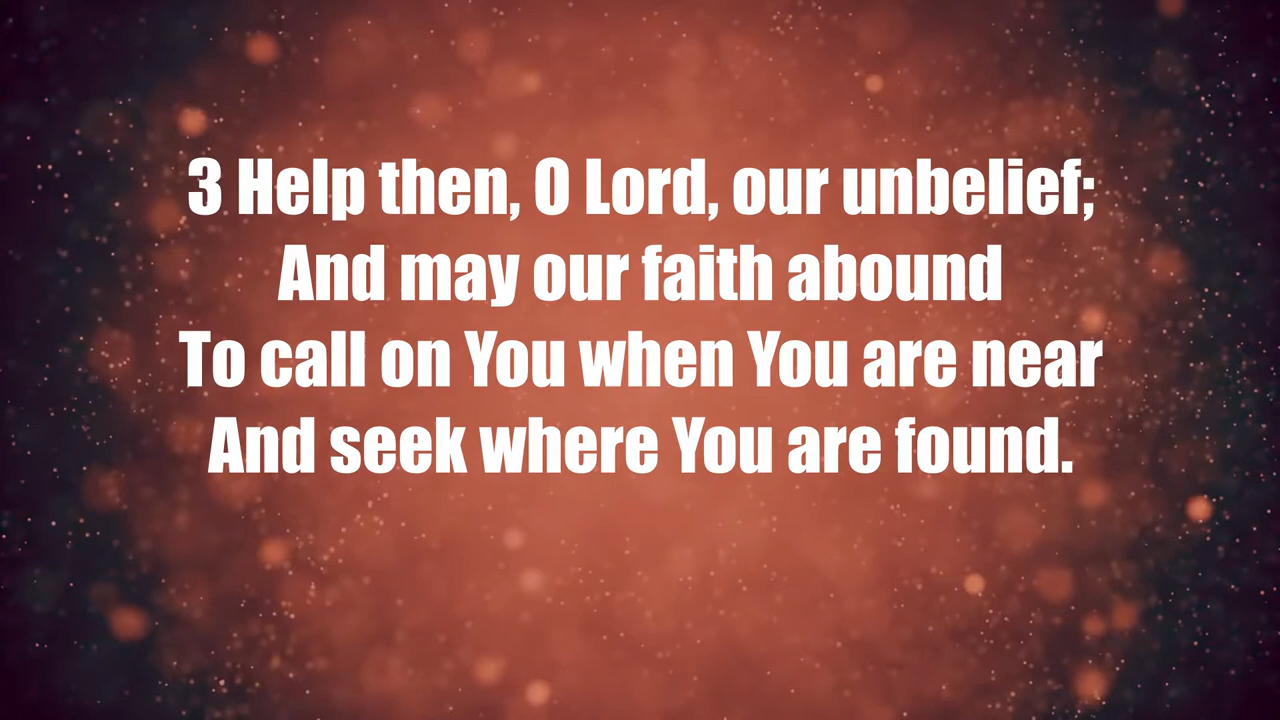 3 Help then, O Lord, our unbelief;
And may our faith abound
To call on You when You are near
And seek where You are found.